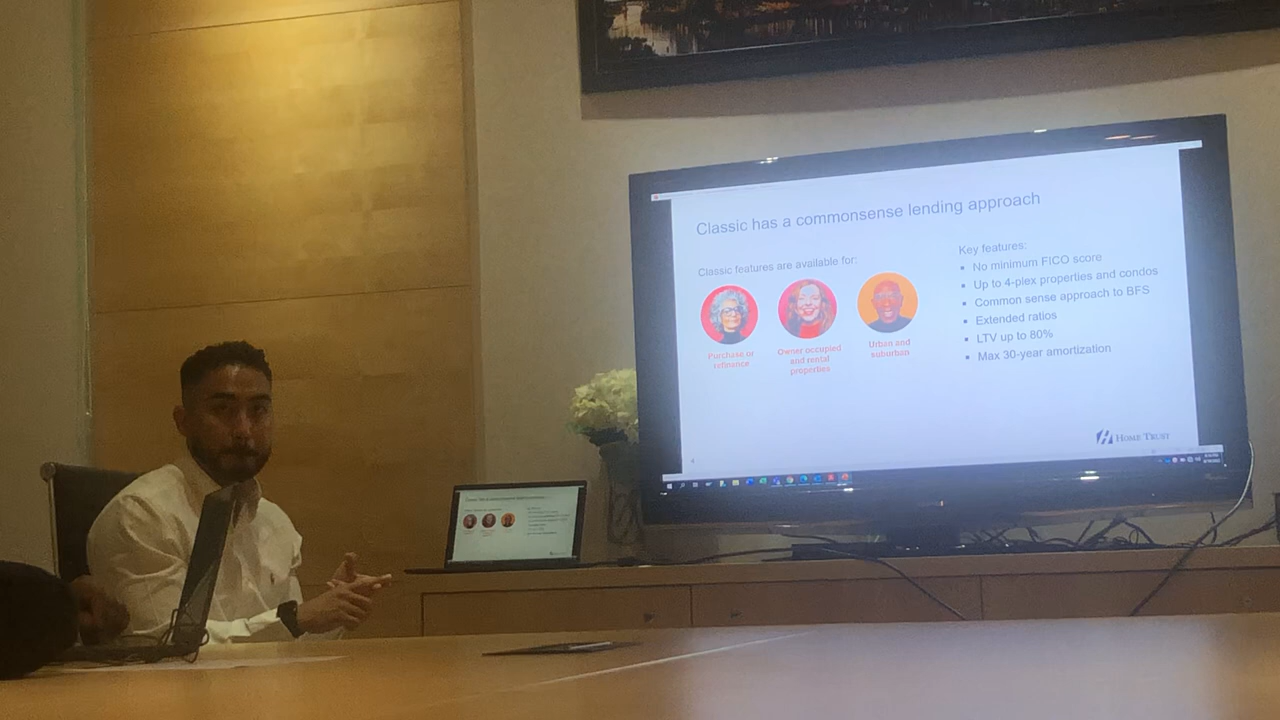 Classic has a commonsense lending approach
Classic features are available for:
Purchase or
refinance
Owner occupied
and rental
properties
Urban and
suburban
Key features:
▪ No minimum FICO score
▪ Up to 4-plex properties and condos
▪ Common sense approach to BFS
▪ Extended ratios
▪ LTV up to 80%
▪ Max 30-year amortization
HOME TRUST